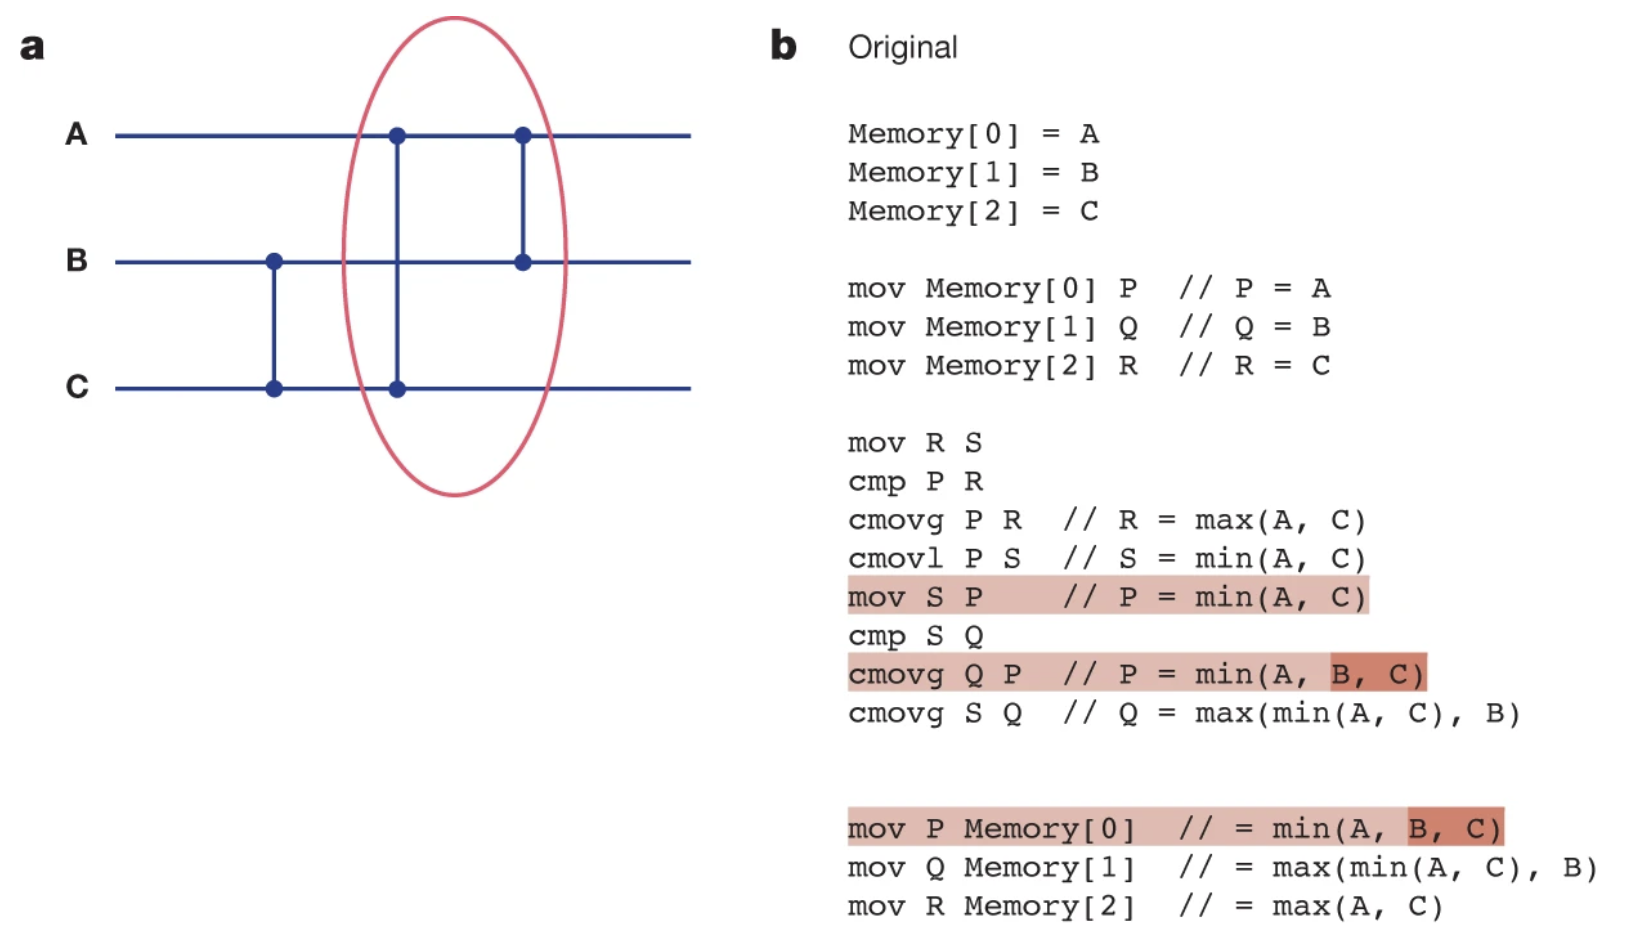 a
A
B
C
b Original
Memory[0] = A
Memory[1] = B
Memory[2] = C
mov Memory[0] P // P = A
mov Memory[1] Q // Q = B
mov Memory[2] R // R = C
mov R S
cmp P R
cmovg P R // R = max(A, C)
cmovl P S // S = min(A, C)
mov S P // P = min(A, C)
cmp S Q
cmovg Q P // P = min(A, B, C)
cmovg S Q // Q = max(min(A, C), B)
mov P Memory[0] // = min(A, B, C)
mov Q Memory[1] // = max(min(A, C), B)
mov R Memory[2] // = max(A, C)